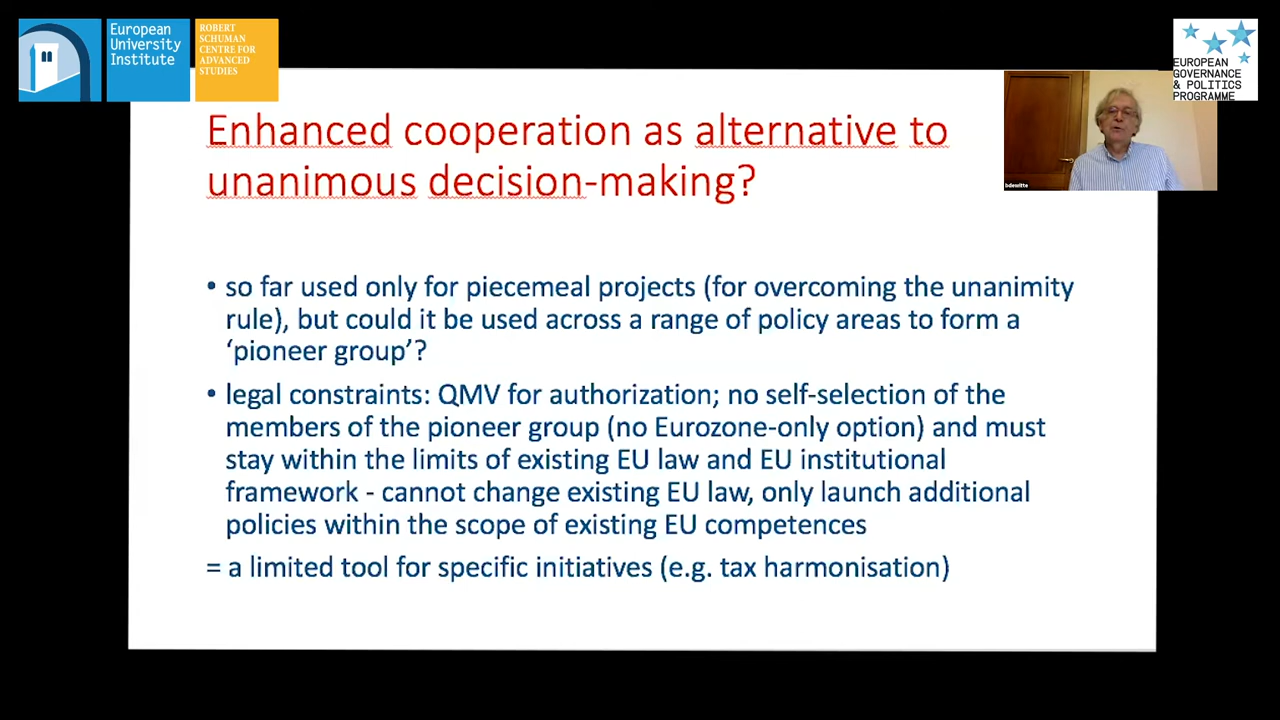 European
University
Institute
ROBERT
SCHUMAN
CENTRE FOR
ADVANCED
STUDIES
EUROPEAN
GOVERNANCE
& POLITICS
PROGRAMME
bdewitte
Enhanced cooperation as alternative to
unanimous decision-making?
• so far used only for piecemeal projects (for overcoming the unanimity
rule), but could it be used across a range of policy areas to form a
‘pioneer group’?
• legal constraints: QMV for authorization; no self-selection of the
members of the pioneer group (no Eurozone-only option) and must
stay within the limits of existing EU law and EU institutional
framework - cannot change existing EU law, only launch additional
policies within the scope of existing EU competences
= a limited tool for specific initiatives (e.g. tax harmonisation)